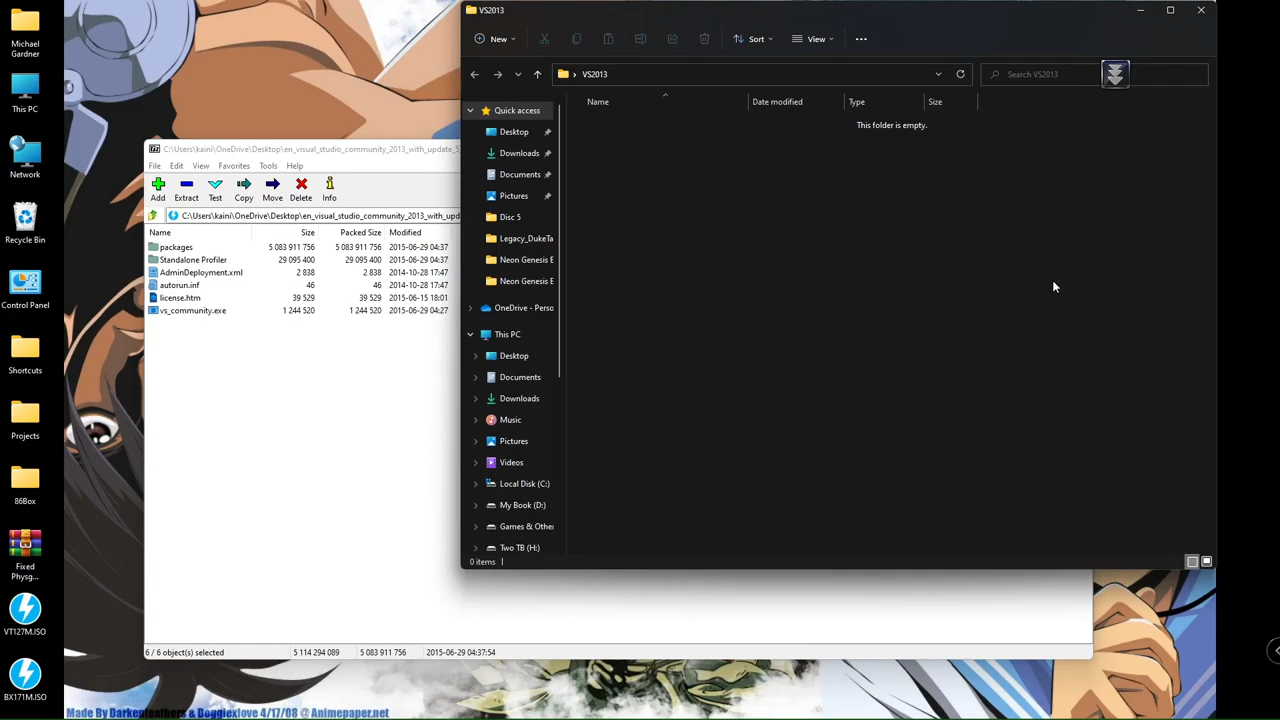 Michael
Gardner
This PC
Network
Recycle Bin
Control Panel
Shortcuts
Projects
86Box
Fixed
Physg...
VT127M.ISO
BX171M.ISO
C:\Users\kaini\OneDrive\Desktop\en_visual_studio_community_2013_with_update_5
File Edit View Favorites Tools Help
Add Extract Test Copy Move Delete Info
C:\Users\kaini\OneDrive\Desktop\en_visual_studio_community_2013_with_upd
Name Size Packed Size Modified
packages 5 083 911 756 5 083 911 756 2015-06-29 04:37
Standalone Profiler 29 095 400 29 095 400 2015-06-29 04:37
AdminDeployment.xml 2 838 2 838 2014-10-28 17:47
autorun.inf 46 46 2014-10-28 17:47
license.htm 39 529 39 529 2015-06-15 18:01
vs_community.exe 1 244 520 1 244 520 2015-06-29 04:27
6 / 6 object(s) selected 5 114 294 089 5 083 911 756 2015-06-29 04:37:54
VS2013
New Sort View
VS2013
Search VS2013
Name Date modified Type Size
This folder is empty.
Quick access
Desktop
Downloads
Documents
Pictures
Disc 5
Legacy_DukeTa
Neon Genesis E
Neon Genesis E
OneDrive - Perso
This PC
Desktop
Documents
Downloads
Music
Pictures
Videos
Local Disk (C:)
My Book (D:)
Games & Othe
Two TB (H:)
0 items
Made By Darkenfeathers & Doggiexlove 4/17/08 @ Animepaper.net